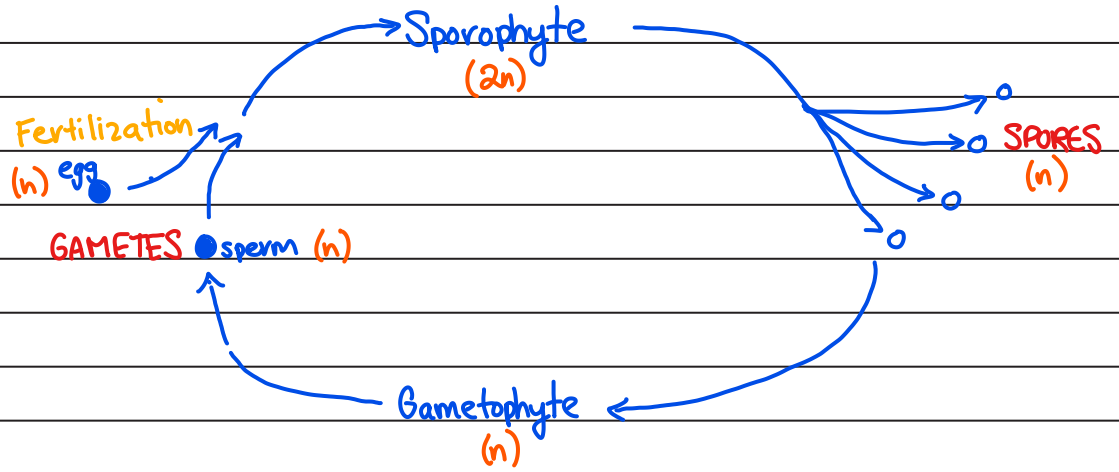 Sporophyte
(2n)
Fertilization
SPORES
(n)
(n) egg
GAMETES sperm (n)
Gametophyte
(n)